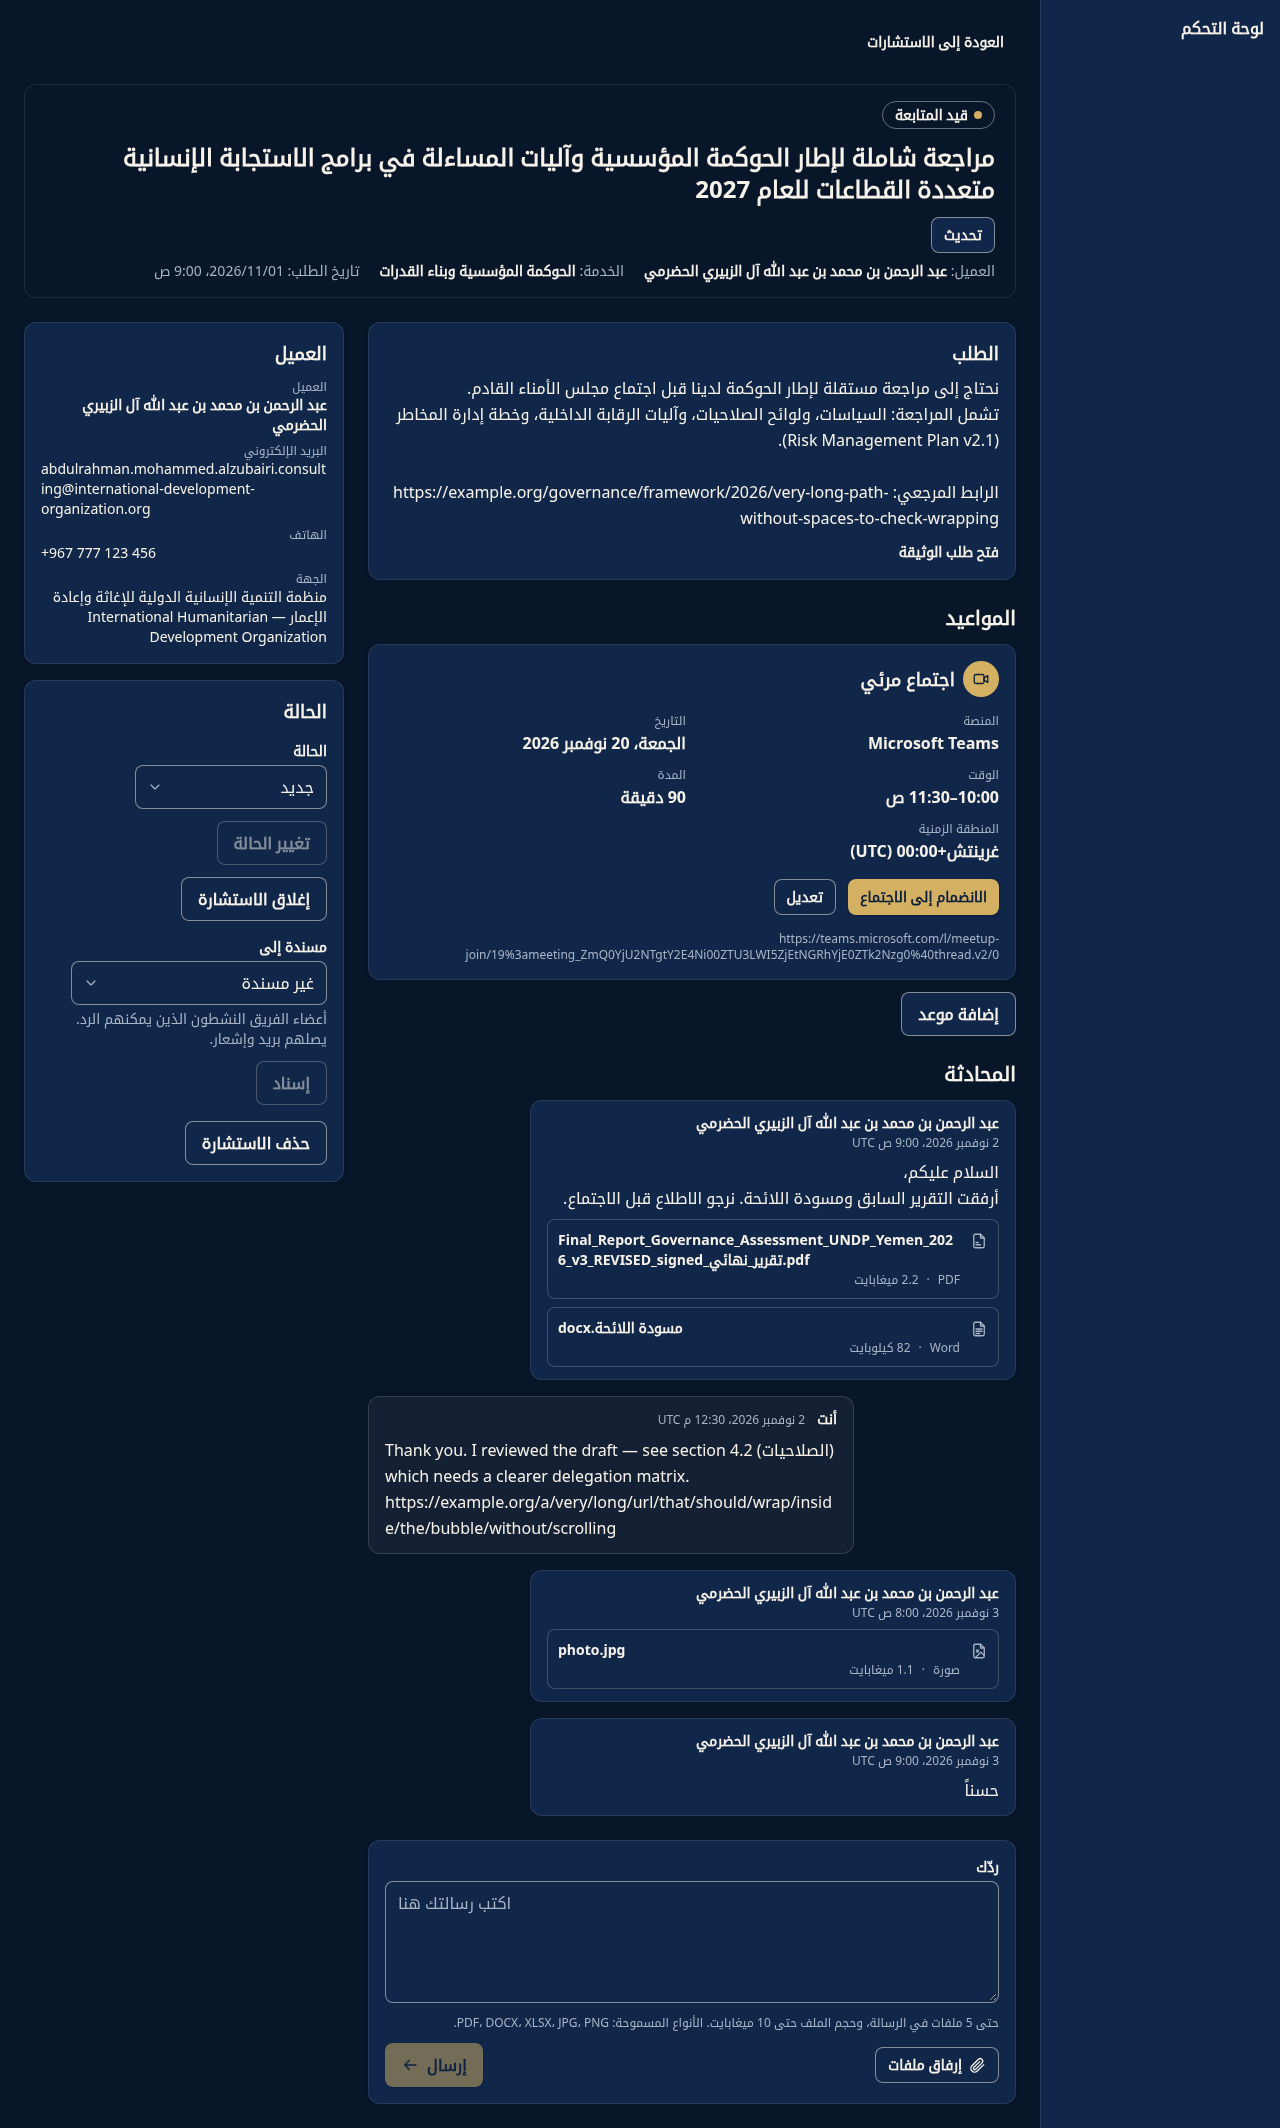 لوحة التحكم
العودة إلى الاستشارات
قيد المتابعة
مراجعة شاملة لإطار الحوكمة المؤسسية وآليات المساءلة في برامج الاستجابة الإنسانية
متعددة القطاعات للعام 2027
تحديث
العميل: عبد الرحمن بن محمد بن عبد الله آل الزبيري الحضرمي الخدمة: الحوكمة المؤسسية وبناء القدرات تاريخ الطلب: 2026/11/01، 9:00 ص
الطلب
نحتاج إلى مراجعة مستقلة لإطار الحوكمة لدينا قبل اجتماع مجلس الأمناء القادم.
تشمل المراجعة: السياسات، ولوائح الصلاحيات، وآليات الرقابة الداخلية، وخطة إدارة المخاطر
(Risk Management Plan v2.1).
الرابط المرجعي: https://example.org/governance/framework/2026/very-long-path-
without-spaces-to-check-wrapping
فتح طلب الوثيقة
المواعيد
اجتماع مرئي
المنصة
Microsoft Teams
التاريخ
الجمعة، 20 نوفمبر 2026
الوقت
10:00–11:30 ص
المدة
90 دقيقة
المنطقة الزمنية
غرينتش+00:00 (UTC)
الانضمام إلى الاجتماع
تعديل
https://teams.microsoft.com/l/meetup-
join/19%3ameeting_ZmQ0YjU2NTgtY2E4Ni00ZTU3LWI5ZjEtNGRhYjE0ZTk2Nzg0%40thread.v2/0
إضافة موعد
المحادثة
عبد الرحمن بن محمد بن عبد الله آل الزبيري الحضرمي
2 نوفمبر 2026، 9:00 ص UTC
السلام عليكم،
أرفقت التقرير السابق ومسودة اللائحة. نرجو الاطلاع قبل الاجتماع.
Final_Report_Governance_Assessment_UNDP_Yemen_202
6_v3_REVISED_signed_تقرير_نهائي.pdf
PDF · 2.2 ميغابايت
مسودة اللائحة.docx
Word · 82 كيلوبايت
أنت 2 نوفمبر 2026، 12:30 م UTC
Thank you. I reviewed the draft — see section 4.2 (الصلاحيات)
which needs a clearer delegation matrix.
https://example.org/a/very/long/url/that/should/wrap/insid
e/the/bubble/without/scrolling
عبد الرحمن بن محمد بن عبد الله آل الزبيري الحضرمي
3 نوفمبر 2026، 8:00 ص UTC
photo.jpg
صورة · 1.1 ميغابايت
عبد الرحمن بن محمد بن عبد الله آل الزبيري الحضرمي
3 نوفمبر 2026، 9:00 ص UTC
حسناً
ردّك
اكتب رسالتك هنا
حتى 5 ملفات في الرسالة، وحجم الملف حتى 10 ميغابايت. الأنواع المسموحة: PDF، DOCX، XLSX، JPG، PNG.
إرفاق ملفات
إرسال
العميل
العميل
عبد الرحمن بن محمد بن عبد الله آل الزبيري
الحضرمي
البريد الإلكتروني
abdulrahman.mohammed.alzubairi.consult
ing@international-development-
organization.org
الهاتف
+967 777 123 456
الجهة
منظمة التنمية الإنسانية الدولية للإغاثة وإعادة
الإعمار — International Humanitarian
Development Organization
الحالة
الحالة
جديد
تغيير الحالة
إغلاق الاستشارة
مسندة إلى
غير مسندة
أعضاء الفريق النشطون الذين يمكنهم الرد.
يصلهم بريد وإشعار.
إسناد
حذف الاستشارة